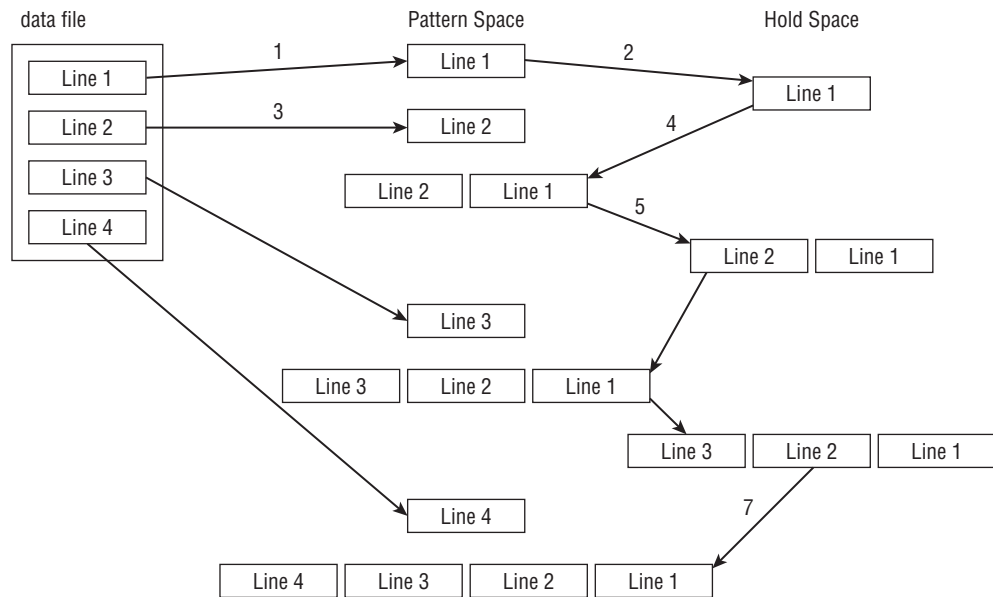 data file Pattern Space Hold Space
1
2
Line 1 Line 1
Line 1
3
4
Line 2 Line 2
Line 3 Line 2 Line 1
5
Line 4
Line 2 Line 1
Line 3
Line 3 Line 2 Line 1
Line 3 Line 2 Line 1
7
Line 4
Line 4 Line 3 Line 2 Line 1